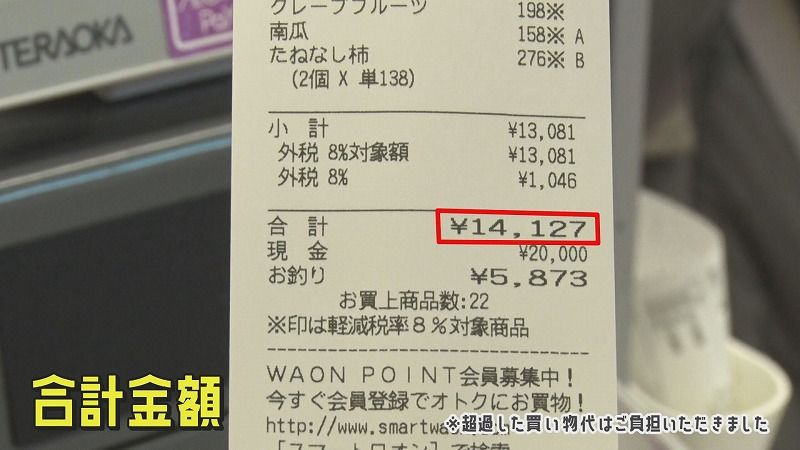 TERAOKA
グレープフルーツ 198※
南瓜 158※ A
たねなし柿 276※ B
(2個 X 単138)
小 計 ¥13,081
外税 8%対象額 ¥13,081
外税 8% ¥1,046
合 計 ¥14,127
現 金 ¥20,000
お釣り ¥5,873
お買上商品数:22
※印は軽減税率8%対象商品
WAON POINT会員募集中!
今すぐ会員登録でオトクにお買物!
http://www.smartwa
合計金額
※超過した買い物代はご負担いただきました